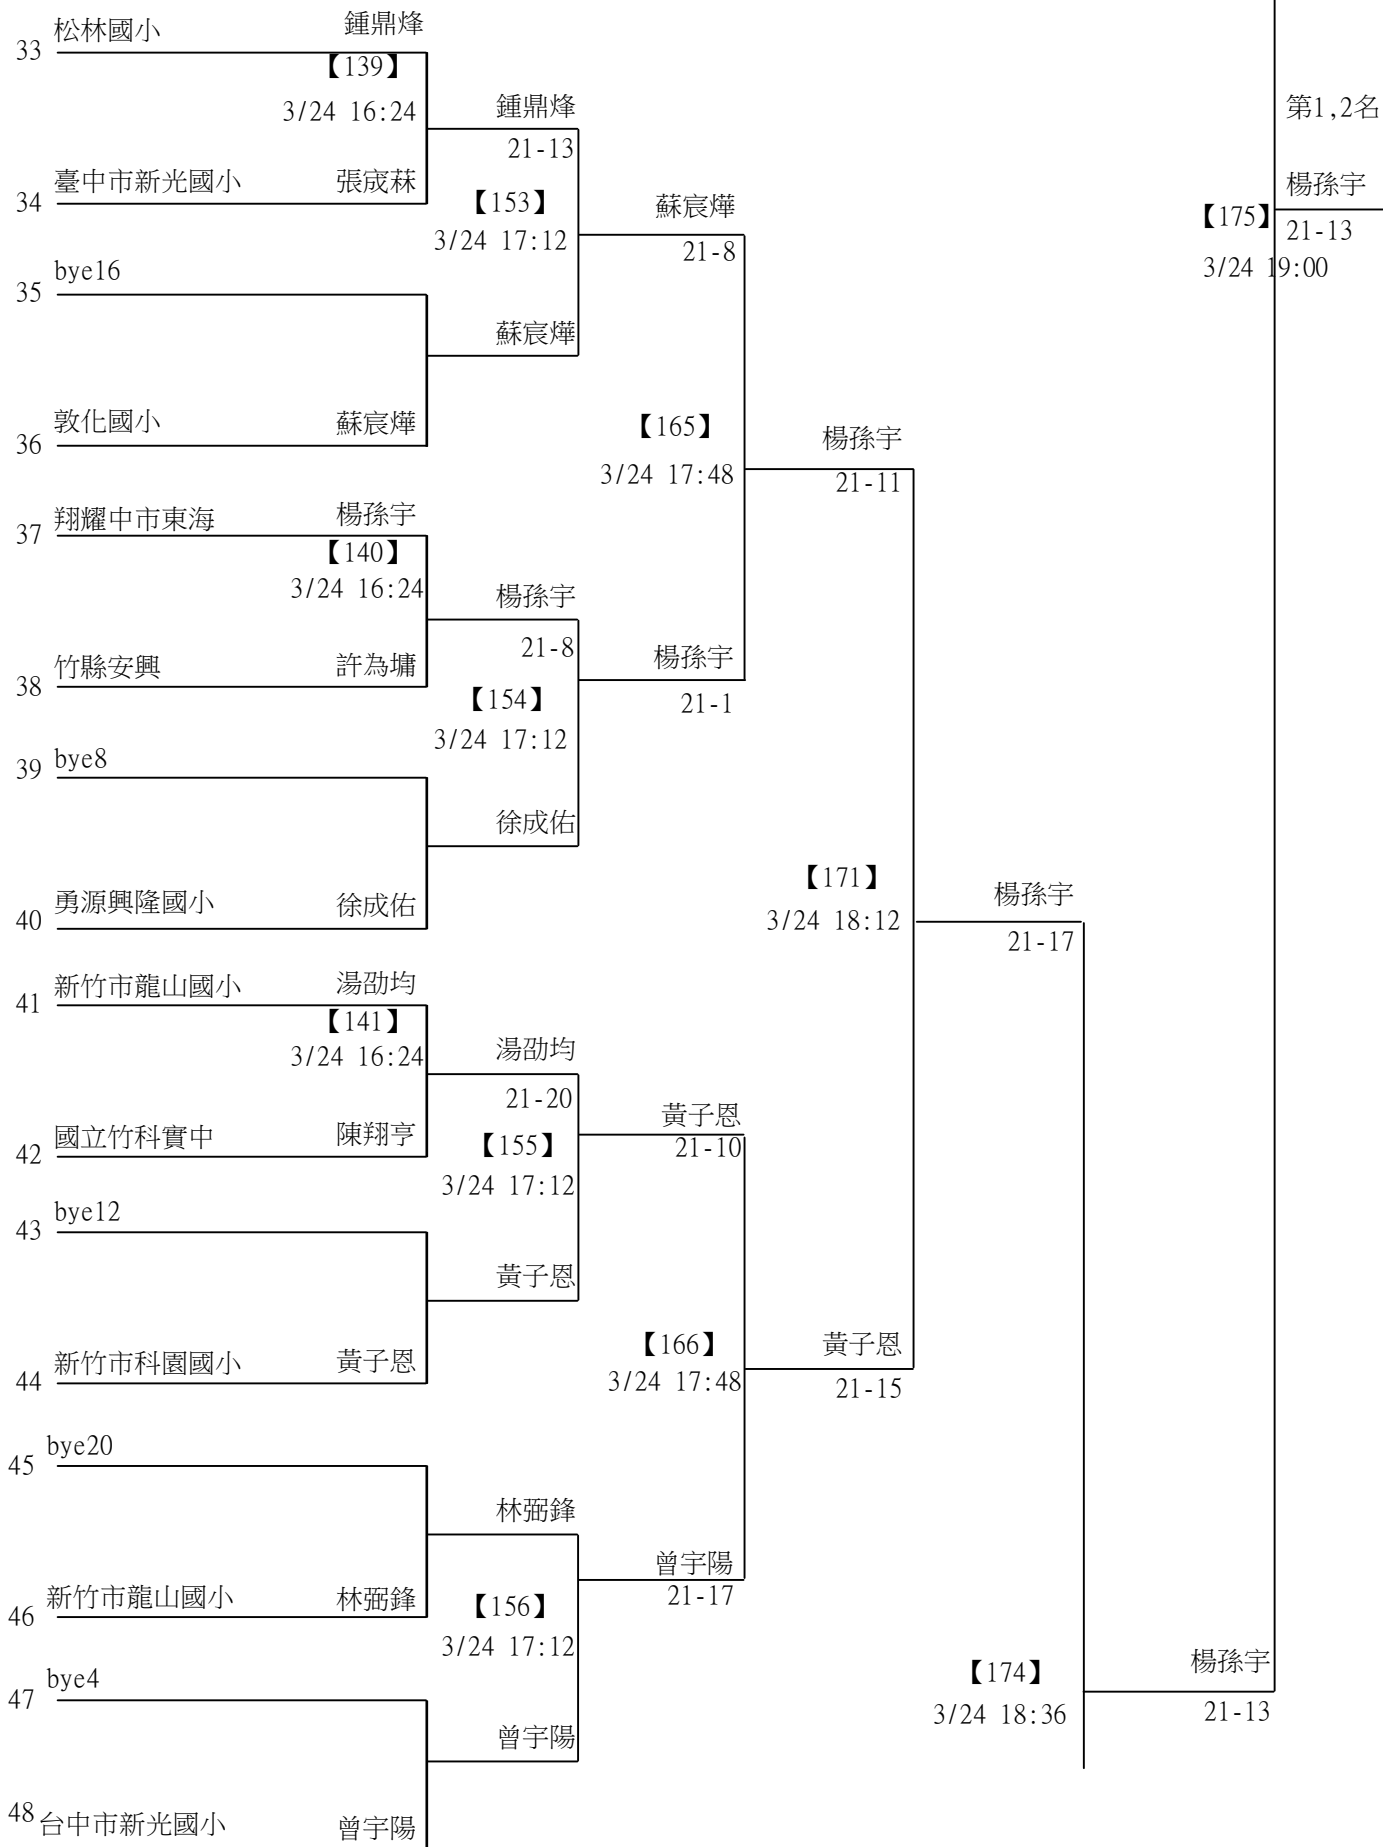 松林國小 鍾鼎烽
33
【139】
3/24 16:24
鍾鼎烽
21-13
臺中市新光國小 張宬菻
34
【153】
3/24 17:12
蘇宸燁
21-8
bye16
35
蘇宸燁
敦化國小 蘇宸燁
36
【165】
3/24 17:48
楊孫宇
21-11
翔耀中市東海 楊孫宇
37
【140】
3/24 16:24
楊孫宇
21-8
竹縣安興 許為墉
38
【154】
3/24 17:12
楊孫宇
21-1
bye8
39
徐成佑
勇源興隆國小 徐成佑
40
【171】
3/24 18:12
楊孫宇
21-17
新竹市龍山國小 湯劭均
41
【141】
3/24 16:24
湯劭均
21-20
國立竹科實中 陳翔亨
42
【155】
3/24 17:12
黃子恩
21-10
bye12
43
黃子恩
新竹市科園國小 黃子恩
44
【166】
3/24 17:48
黃子恩
21-15
bye20
45
林弼鋒
新竹市龍山國小 林弼鋒
46
【156】
3/24 17:12
曾宇陽
21-17
bye4
47
曾宇陽
48
台中市新光國小 曾宇陽
【174】
3/24 18:36
楊孫宇
21-13
第1,2名
楊孫宇
【175】
21-13
3/24 19:00